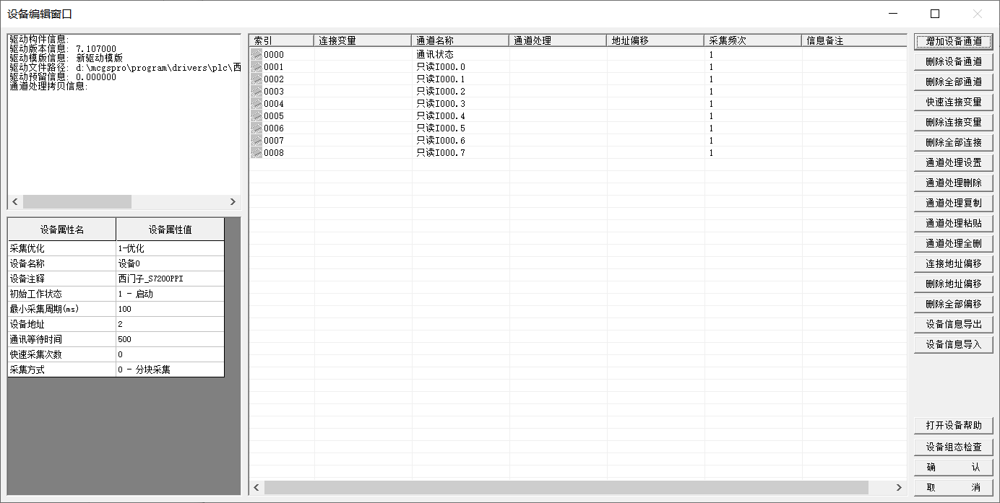 设备编辑窗口
驱动构件信息:
驱动版本信息: 7.107000
驱动模版信息: 新驱动模版
驱动文件路径: d:\mcgspro\program\drivers\plc\西
驱动预留信息: 0.000000
通道处理拷贝信息:
设备属性名 设备属性值
采集优化 1-优化
设备名称 设备0
设备注释 西门子_S7200PPI
初始工作状态 1 - 启动
最小采集周期(ms) 100
设备地址 2
通讯等待时间 500
快速采集次数 0
采集方式 0 - 分块采集
索引 连接变量 通道名称 通道处理 地址偏移 采集频次 信息备注
0000 通讯状态 1
0001 只读I000.0 1
0002 只读I000.1 1
0003 只读I000.2 1
0004 只读I000.3 1
0005 只读I000.4 1
0006 只读I000.5 1
0007 只读I000.6 1
0008 只读I000.7 1
增加设备通道
删除设备通道
删除全部通道
快速连接变量
删除连接变量
删除全部连接
通道处理设置
通道处理删除
通道处理复制
通道处理粘贴
通道处理全删
连接地址偏移
删除地址偏移
删除全部偏移
设备信息导出
设备信息导入
打开设备帮助
设备组态检查
确 认
取 消